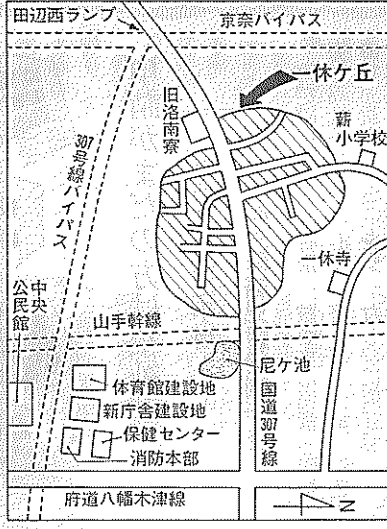 田辺西ランプ
京奈バイパス
一休ケ丘
旧洛南寮
薪
小学校
307号線バイパス
一休寺
中央
公民館
山手幹線
尼ケ池
体育館建設地
新庁舎建設地
保健センター
消防本部
国道307号線
府道八幡木津線
N